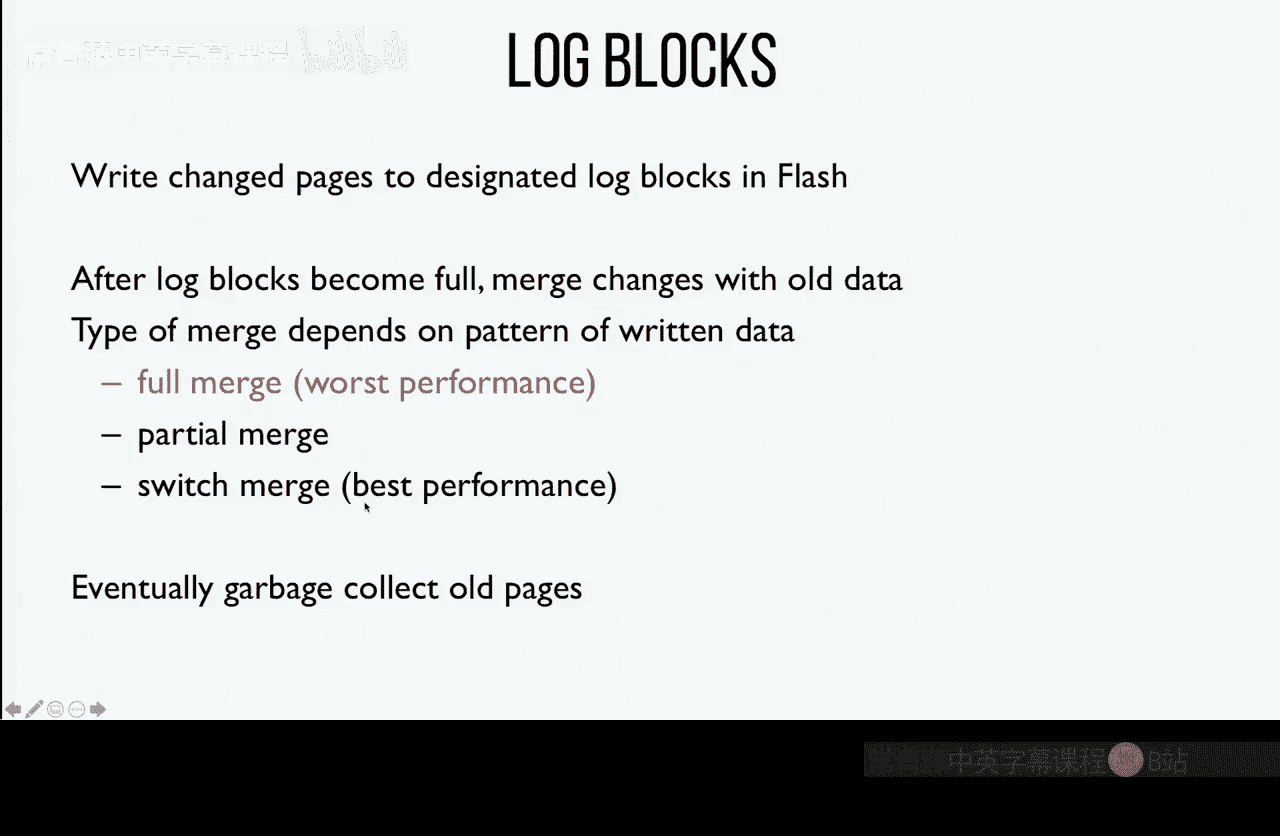 LOG BLOCKS
Write changed pages to designated log blocks in Flash
After log blocks become full, merge changes with old data
Type of merge depends on pattern of written data
– full merge (worst performance)
– partial merge
– switch merge (best performance)
Eventually garbage collect old pages
中英字幕课程 B站